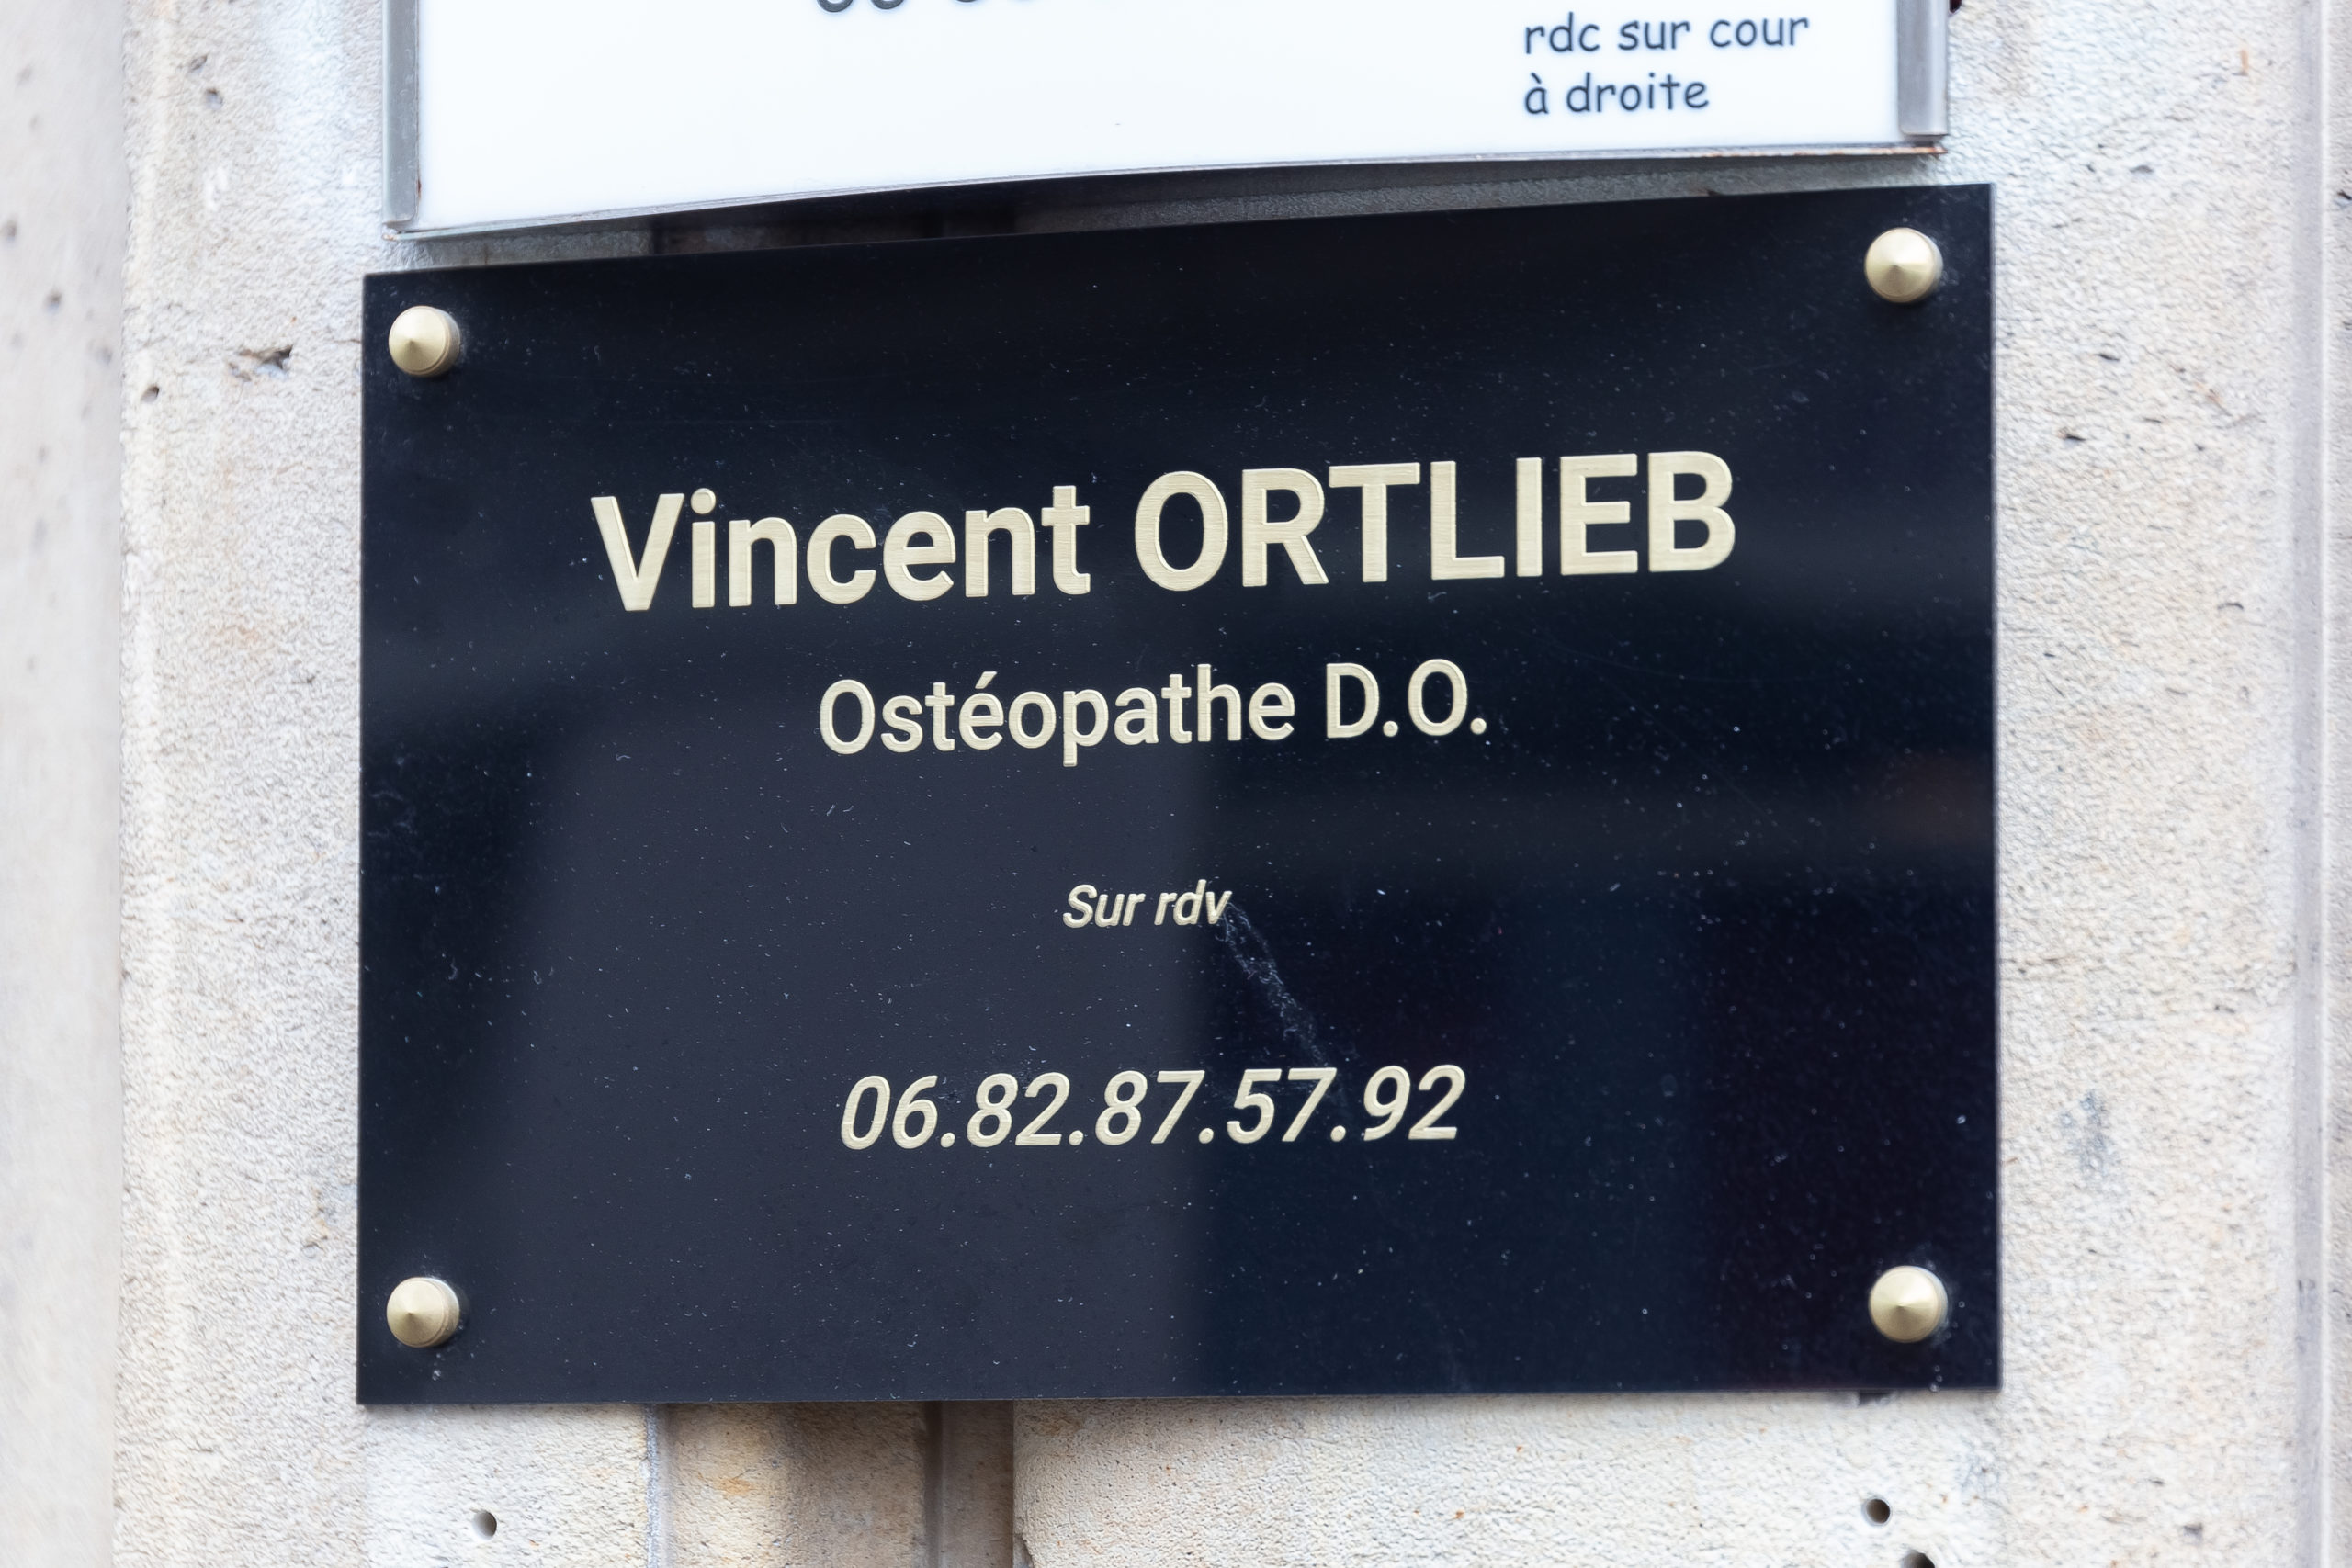 rdc sur cour
à droite
Vincent ORTLIEB
Ostéopathe D.O.
Sur rdv
06.82.87.57.92